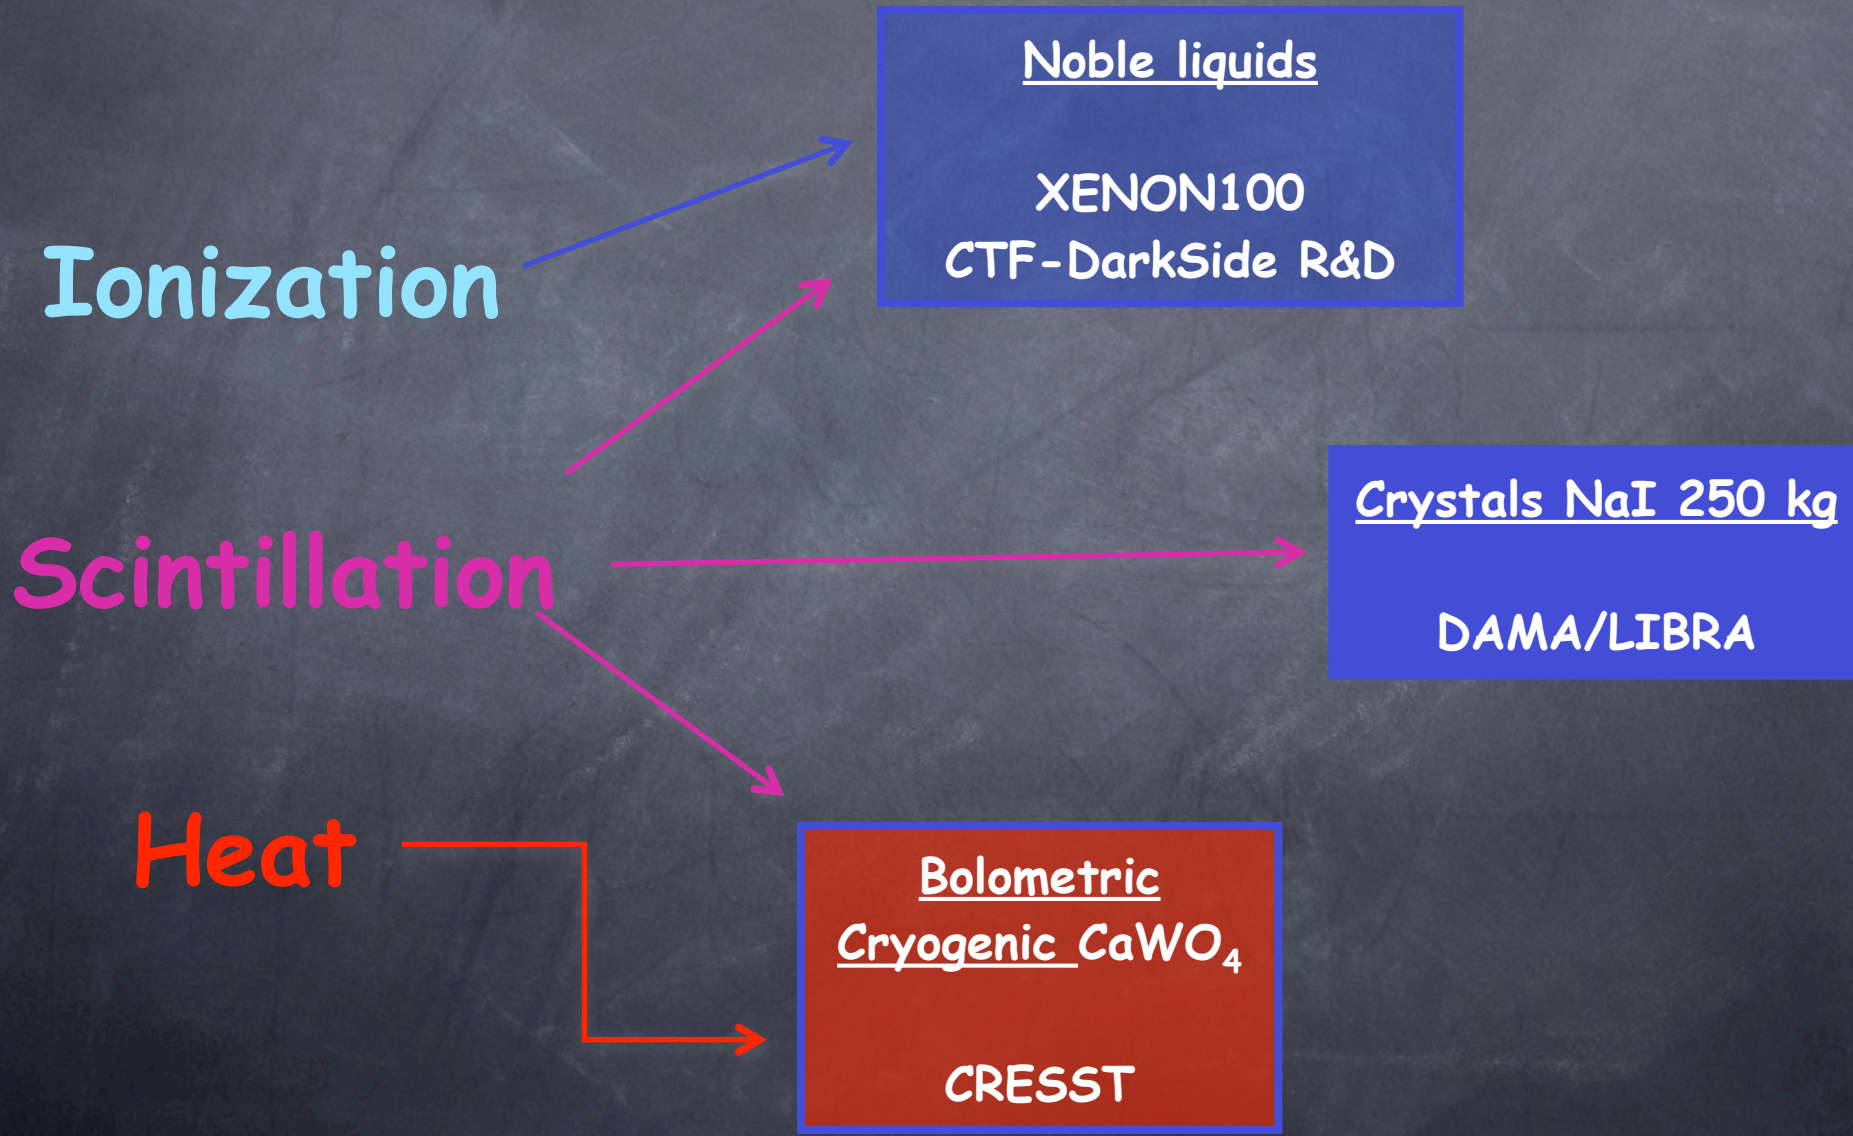 Noble liquids
XENON100
CTF-DarkSide R&D
Ionization
Scintillation
Crystals NaI 250 kg
DAMA/LIBRA
Heat
Bolometric
Cryogenic CaWO₄
CRESST